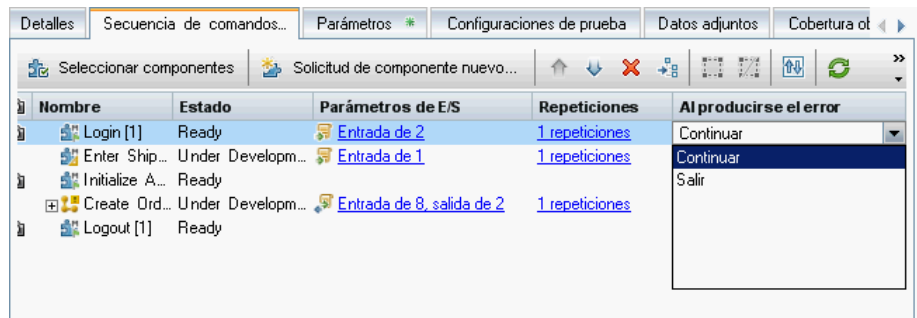 Detalles Secuencia de comandos... Parámetros * Configuraciones de prueba Datos adjuntos Cobertura ob
Seleccionar componentes Solicitud de componente nuevo... »
Nombre Estado Parámetros de E/S Repeticiones Al producirse el error
Login [1] Ready Entrada de 2 1 repeticiones Continuar
Enter Ship... Under Developm... Entrada de 1 1 repeticiones Continuar
Initialize A... Ready Salir
Create Ord... Under Developm... Entrada de 8, salida de 2 1 repeticiones
Logout [1] Ready